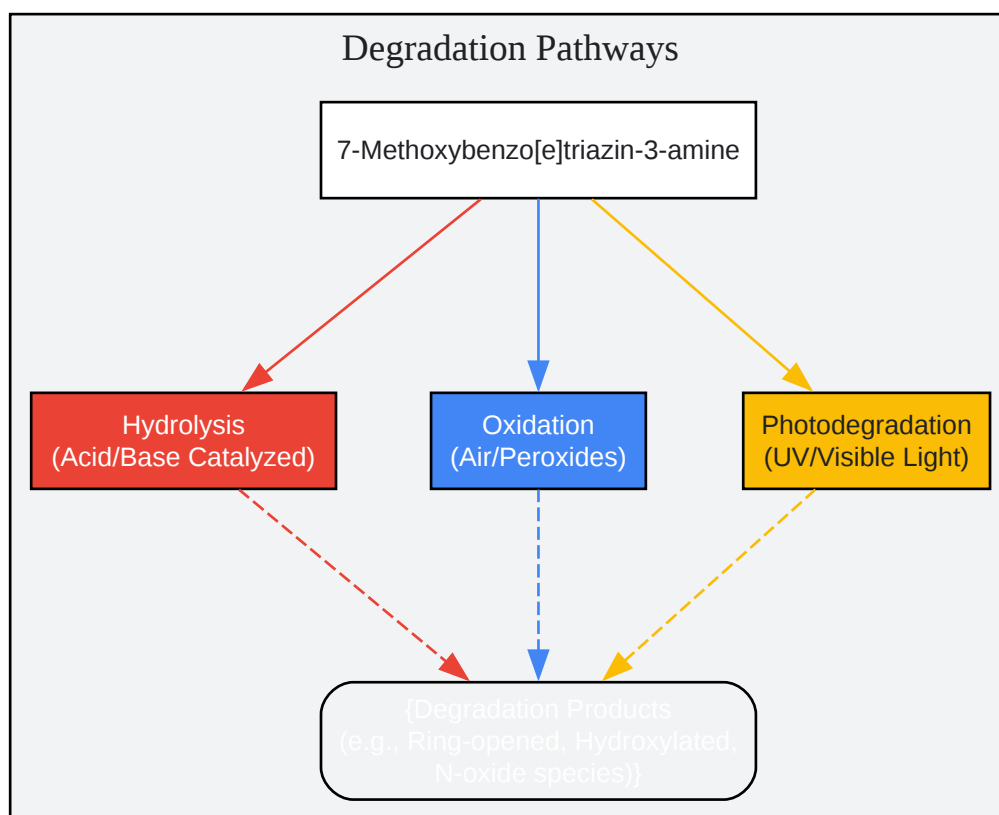 Degradation Pathways
7-Methoxybenzo[e]triazin-3-amine
Hydrolysis
(Acid/Base Catalyzed)
Oxidation
(Air/Peroxides)
Photodegradation
(UV/Visible Light)
{Degradation Products
(e.g., Ring-opened, Hydroxylated,
N-oxide species)}